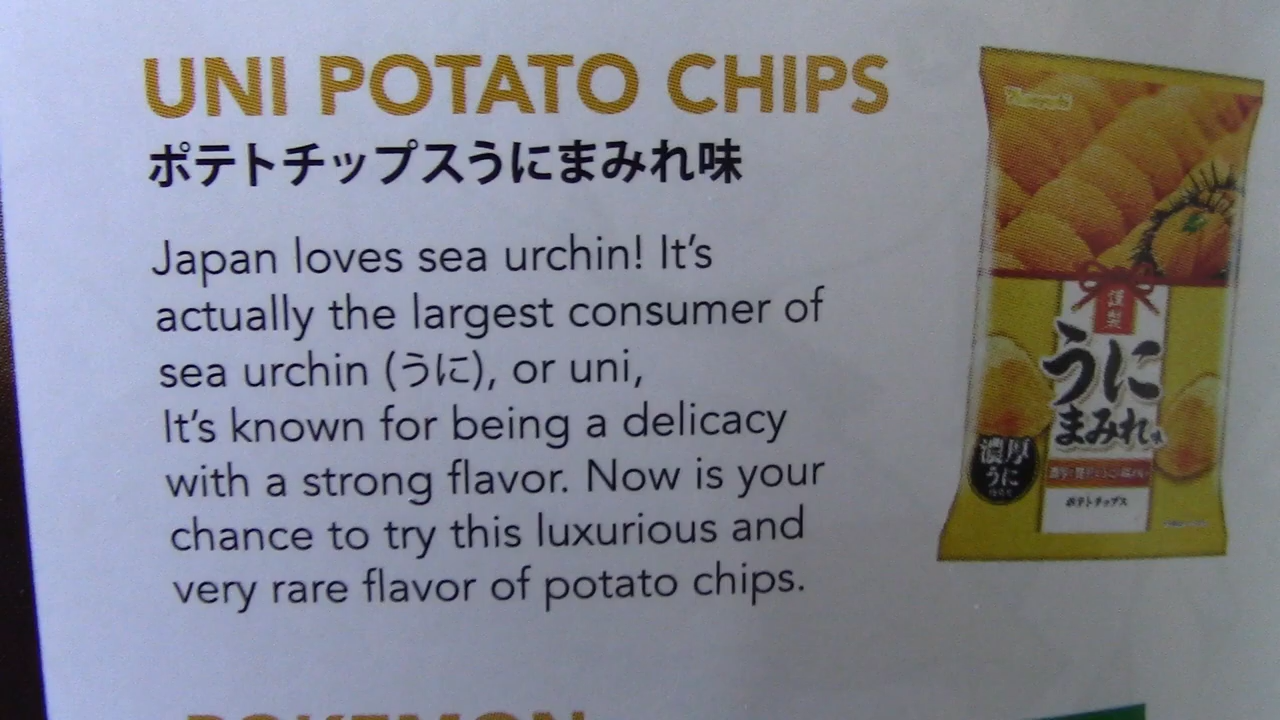 UNI POTATO CHIPS
ポテトチップスうにまみれ味
Japan loves sea urchin! It's
actually the largest consumer of
sea urchin (うに), or uni,
It's known for being a delicacy
with a strong flavor. Now is your
chance to try this luxurious and
very rare flavor of potato chips.
謹製
うに
まみれ味
濃厚
うに
ポテトチップス
POKEMON